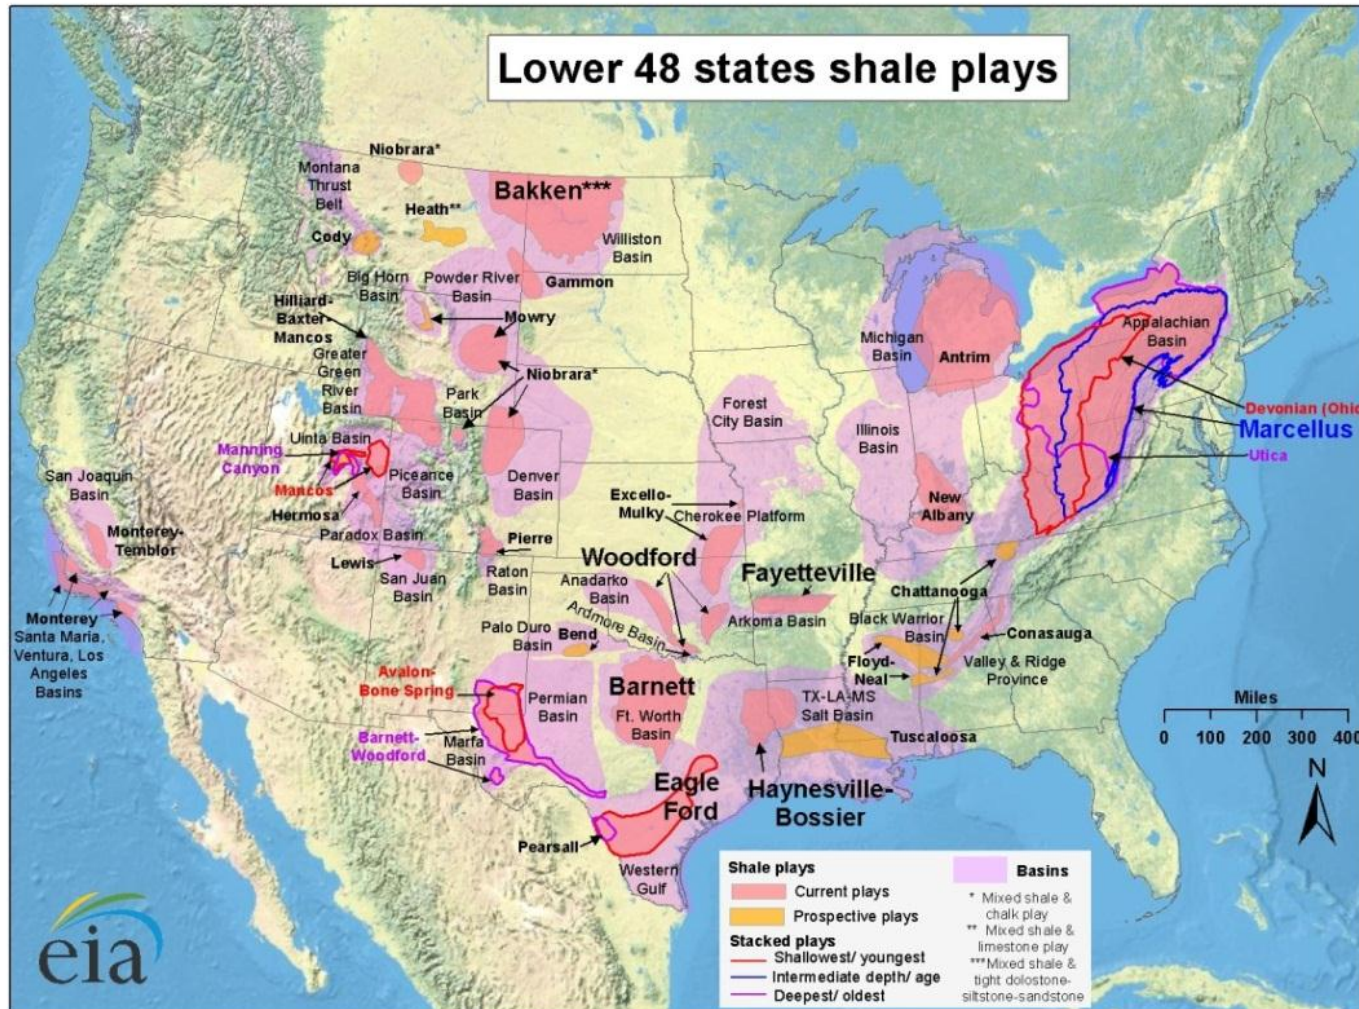 Lower 48 states shale plays
Niobrara*
Montana
Thrust
Belt
Bakken***
Heath**
Cody
Williston
Basin
Big Horn
Basin
Powder River
Basin
Gammon
Hilliard-
Baxter-
Mancos
Mowry
Greater
Green
River
Basin
Niobrara*
Park
Basin
Michigan
Basin
Antrim
Appalachian
Basin
Forest
City Basin
Illinois
Basin
Devonian (Ohio
Marcellus
Utica
Uinta Basin
Manning
Canyon
San Joaquin
Basin
Mancos
Piceance
Basin
Denver
Basin
Hermosa
Paradox Basin
Excello-
Mulky
Cherokee Platform
New
Albany
Monterey-
Temblor
Lewis
San Juan
Basin
Pierre
Raton
Basin
Woodford
Anadarko
Basin
Fayetteville
Arkoma Basin
Chattanooga
Black Warrior
Basin
Conasauga
Monterey
Santa Maria,
Ventura, Los
Angeles
Basins
Ardmore Basin
Palo Duro
Basin
Bend
Floyd-
Neal
Valley & Ridge
Province
Avalon-
Bone Spring
Permian
Basin
Barnett
Ft. Worth
Basin
TX-LA-MS
Salt Basin
Tuscaloosa
Barnett-
Woodford
Marfa
Basin
Eagle
Ford
Haynesville-
Bossier
Pearsall
Western
Gulf
Miles
0 100 200 300 400
N
Shale plays
Current plays
Prospective plays
Stacked plays
Shallowest/ youngest
Intermediate depth/ age
Deepest/ oldest
Basins
* Mixed shale &
chalk play
** Mixed shale &
limestone play
***Mixed shale &
tight dolostone-
siltstone-sandstone
eia